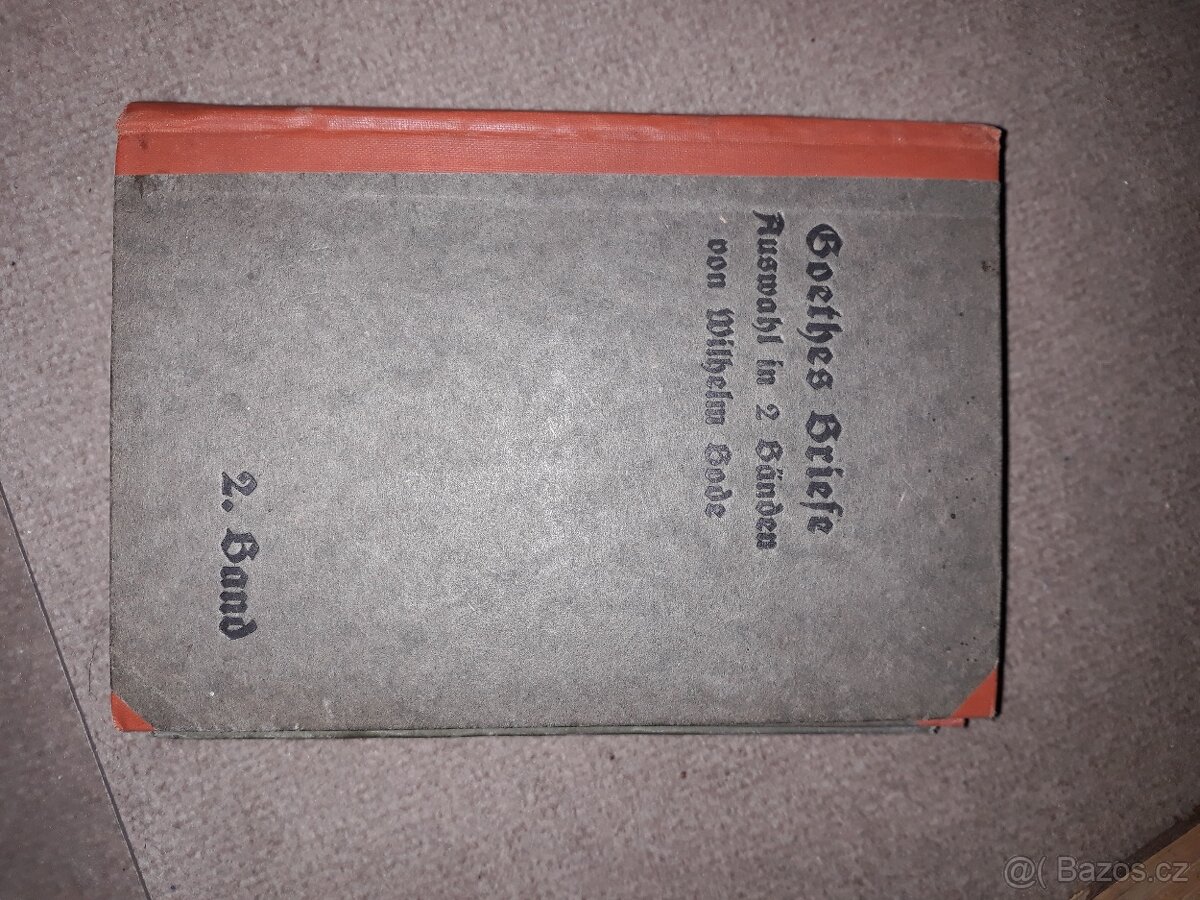 Goethes Briefe
Auswahl in 2 Bänden
von Wilhelm Bode
2. Band
@( Bazos.cz